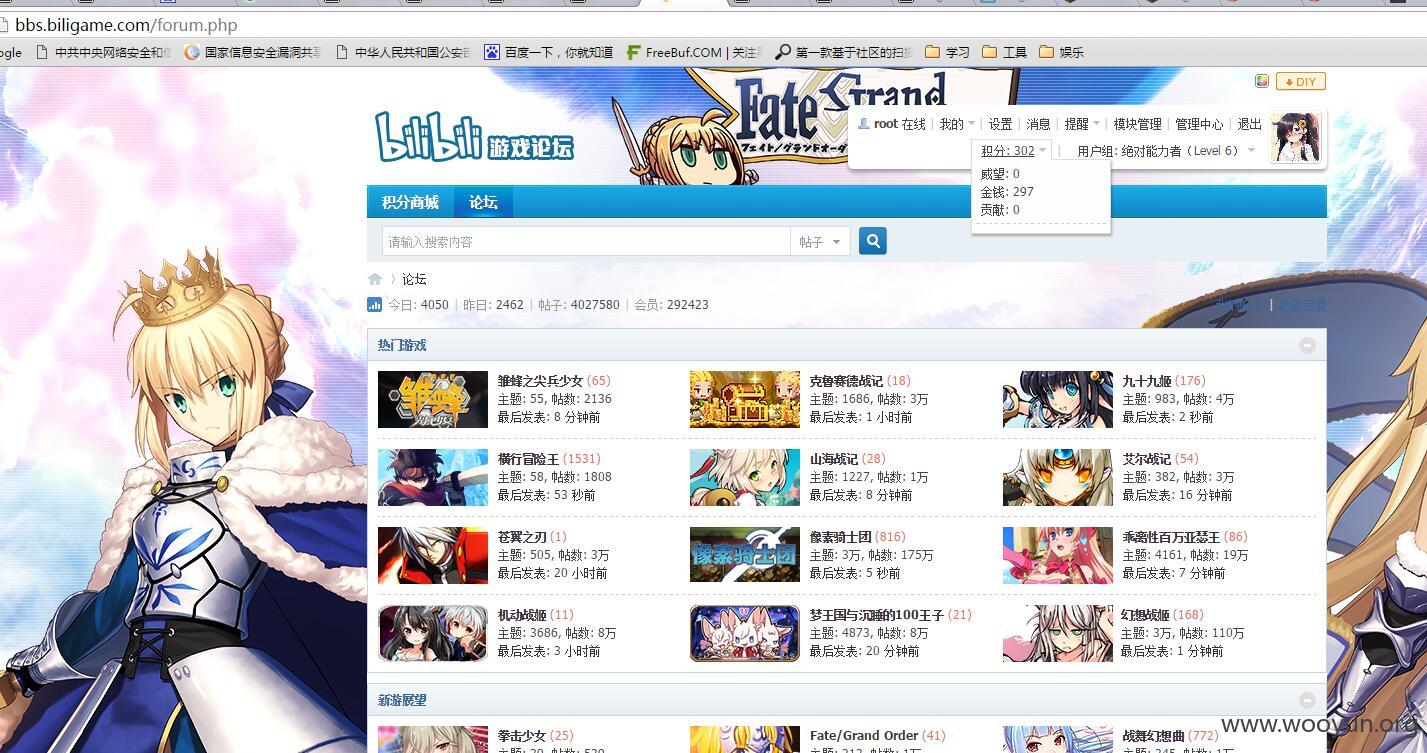 bbs.biligame.com/forum.php
ogle 中共中央网络安全和信 国家信息安全漏洞共享 中华人民共和国公安部 百度一下，你就知道 FreeBuf.COM | 关注 第一款基于社区的扫描 学习 工具 娱乐
DIY
Fate Grand
フェイト/グランドオーダ
bilibili 游戏论坛
root 在线 我的 设置 消息 提醒 模块管理 管理中心 退出
积分: 302 用户组: 绝对能力者（Level 6）
威望: 0
金钱: 297
贡献: 0
积分商城 论坛
请输入搜索内容 帖子
论坛
今日: 4050 | 昨日: 2462 | 帖子: 4027580 | 会员: 292423 | 最新回复
热门游戏
雏蜂
雏蜂之尖兵少女 (65)
主题: 55, 帖数: 2136
最后发表: 8 分钟前
克鲁赛德战记 (18)
主题: 1686, 帖数: 3万
最后发表: 1 小时前
九十九姬 (176)
主题: 983, 帖数: 4万
最后发表: 2 秒前
横行冒险王 (1531)
主题: 58, 帖数: 1808
最后发表: 53 秒前
山海战记 (28)
主题: 1227, 帖数: 1万
最后发表: 8 分钟前
艾尔战记 (54)
主题: 382, 帖数: 3万
最后发表: 16 分钟前
苍翼之刃 (1)
主题: 505, 帖数: 3万
最后发表: 20 小时前
像素骑士团
像素骑士团 (816)
主题: 3万, 帖数: 175万
最后发表: 5 秒前
乖离性百万亚瑟王 (86)
主题: 4161, 帖数: 19万
最后发表: 7 分钟前
机动战姬 (11)
主题: 3686, 帖数: 8万
最后发表: 3 小时前
梦王国与沉睡的100王子 (21)
主题: 4873, 帖数: 8万
最后发表: 20 分钟前
幻想战姬 (168)
主题: 3万, 帖数: 110万
最后发表: 1 分钟前
新游展望
拳击少女 (25)
Fate/Grand Order (41)
战舞幻想曲 (772)
www.wooyun.org